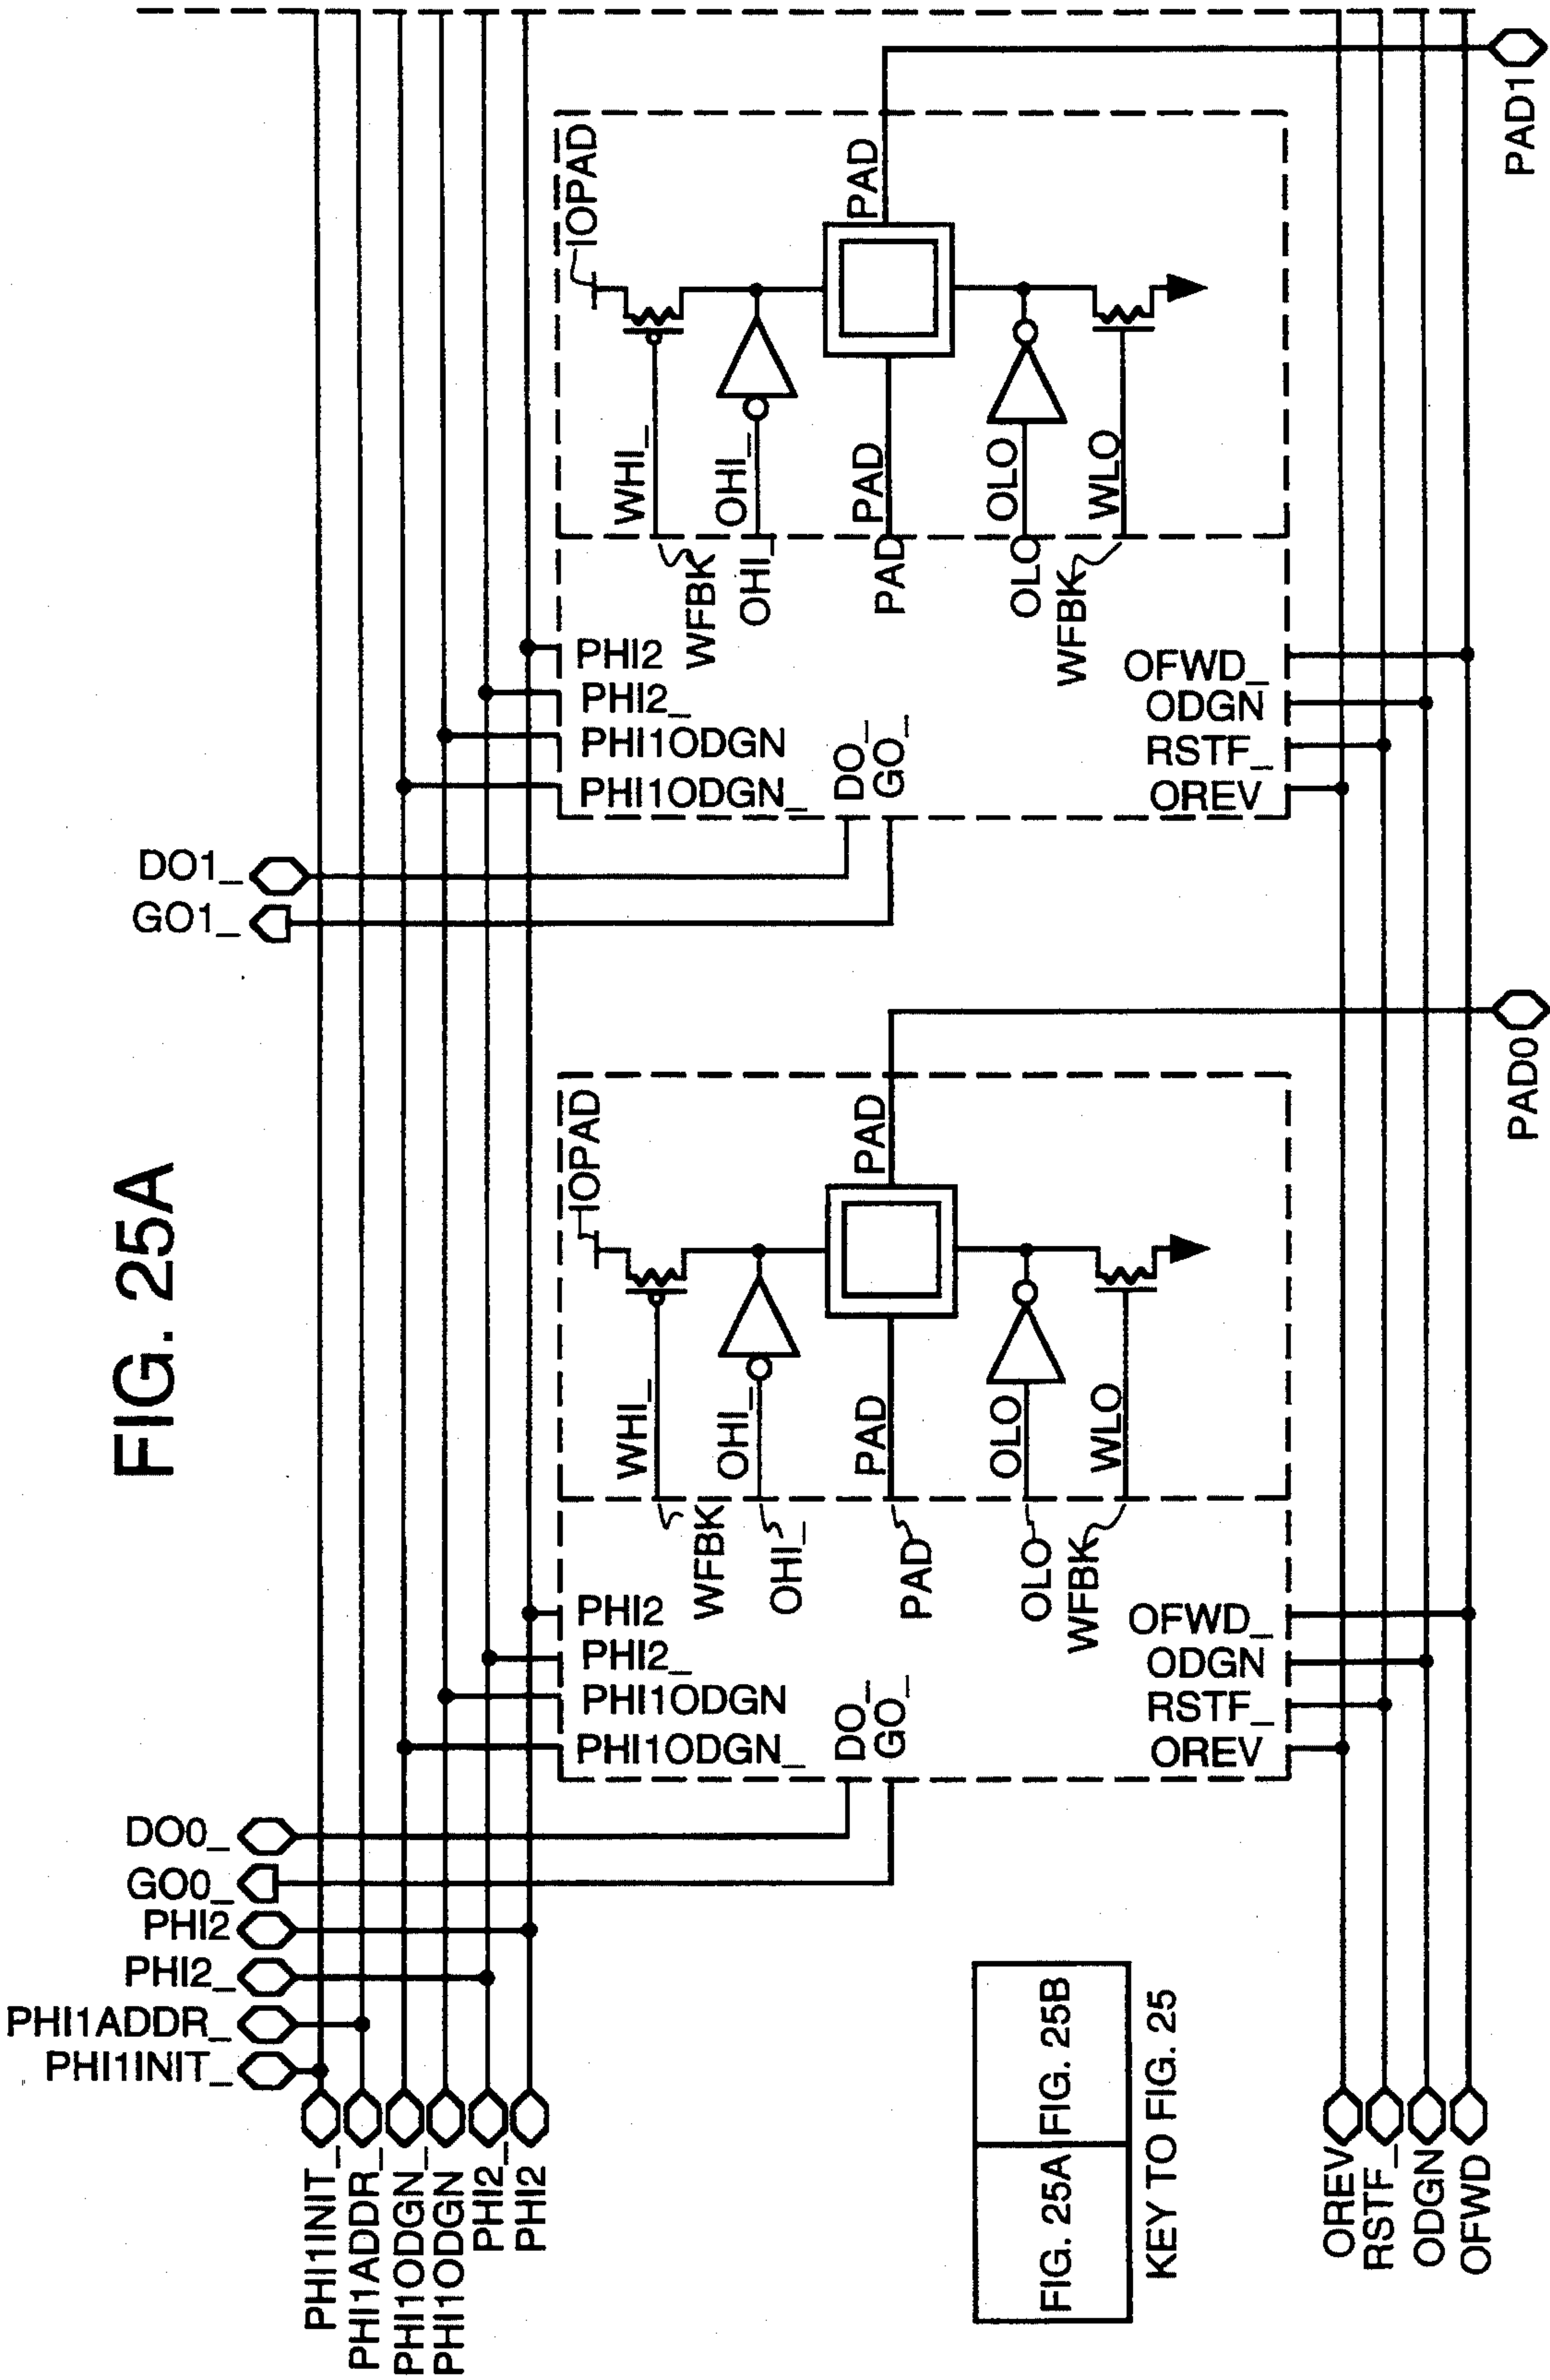 FIG. 25A
PHI1INIT_
PHI1ADDR_
PHI2_
PHI2
GO0_
DO0_
GO1_
DO1_
PHI1INIT_
PHI1ADDR_
PHI1ODGN_
PHI1ODGN
PHI2_
PHI2
PHI1ODGN_
PHI1ODGN
PHI2_
PHI2
DO_
GO_
OREV
RSTF_
ODGN
OFWD_
WFBK
OHI_
PAD
OLO
WFBK
WHI_
OHI_
PAD
OLO
WLO
IOPAD
PAD
PAD0
PHI1ODGN_
PHI1ODGN
PHI2_
PHI2
DO_
GO_
OREV
RSTF_
ODGN
OFWD_
WFBK
OHI_
PAD
OLO
WFBK
WHI_
OHI_
PAD
OLO
WLO
IOPAD
PAD
PAD1
FIG. 25A
FIG. 25B
KEY TO FIG. 25
OREV
RSTF_
ODGN
OFWD